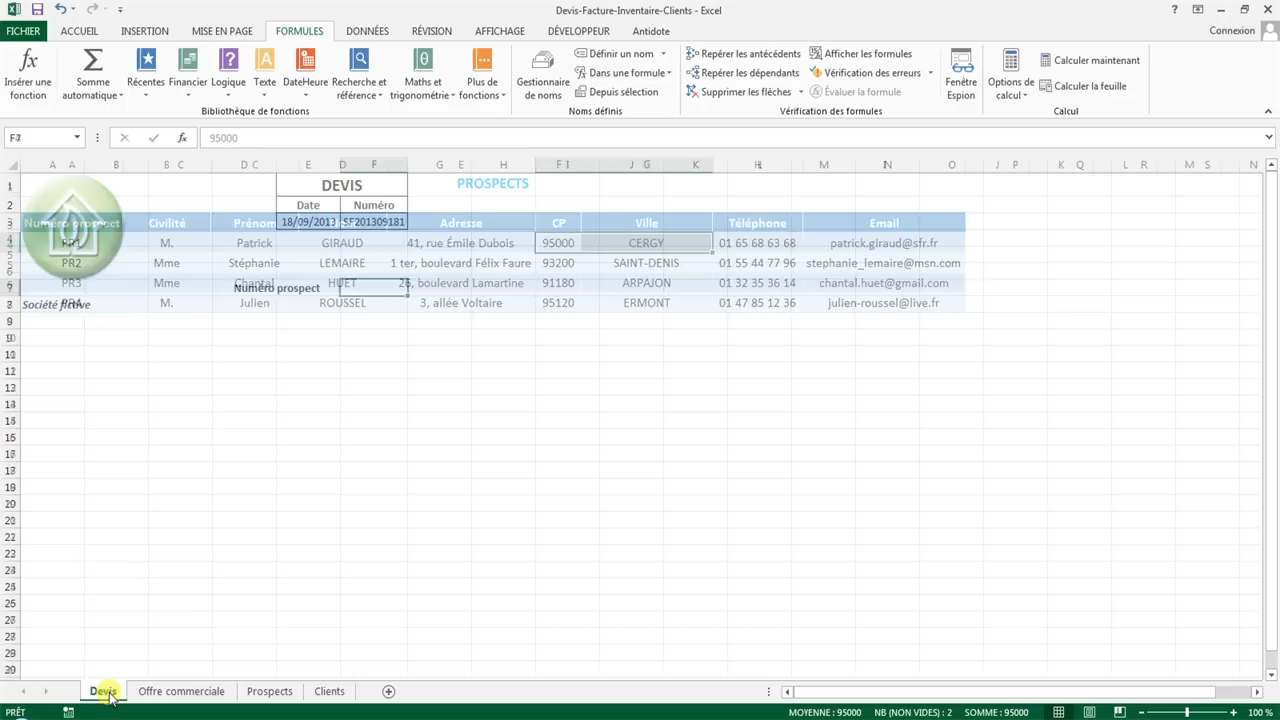 Devis-Facture-Inventaire-Clients - Excel
FICHIER ACCUEIL INSERTION MISE EN PAGE FORMULES DONNÉES RÉVISION AFFICHAGE DÉVELOPPEUR Antidote Connexion
Insérer une fonction
Somme automatique
Récentes
Financier
Logique
Texte
DateHeure
Recherche et référence
Maths et trigonométrie
Plus de fonctions
Bibliothèque de fonctions
Gestionnaire de noms
Définir un nom
Dans une formule
Depuis sélection
Noms définis
Repérer les antécédents
Repérer les dépendants
Supprimer les flèches
Afficher les formules
Vérification des erreurs
Évaluer la formule
Vérification des formules
Fenêtre Espion
Options de calcul
Calculer maintenant
Calculer la feuille
Calcul
95000
DEVIS PROSPECTS
Date Numéro
18/09/2013 SF201309181
Numéro prospect Civilité Prénom Adresse CP Ville Téléphone Email
PR1 M. Patrick GIRAUD 41, rue Émile Dubois 95000 CERGY 01 65 68 63 68 patrick.giraud@sfr.fr
PR2 Mme Stéphanie LEMAIRE 1 ter, boulevard Félix Faure 93200 SAINT-DENIS 01 55 44 77 96 stephanie_lemaire@msn.com
PR3 Mme Chantal HUET 26, boulevard Lamartine 91180 ARPAJON 01 32 35 36 14 chantal.huet@gmail.com
Numéro prospect
PR4 M. Julien ROUSSEL 3, allée Voltaire 95120 ERMONT 01 47 85 12 36 julien-roussel@live.fr
Société fictive
Devis Offre commerciale Prospects Clients
PRÊT MOYENNE : 95000 NB (NON VIDES) : 2 SOMME : 95000 100 %